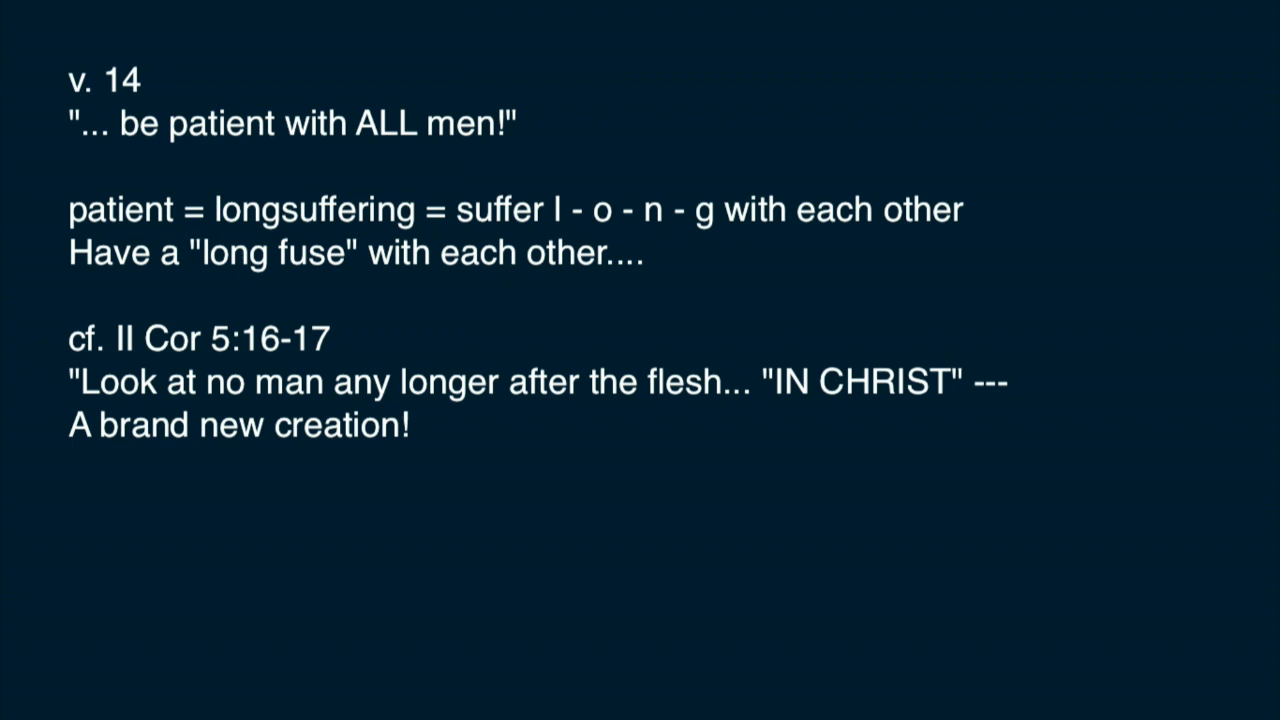 v. 14
"... be patient with ALL men!"
patient = longsuffering = suffer l - o - n - g with each other
Have a "long fuse" with each other....
cf. II Cor 5:16-17
"Look at no man any longer after the flesh... "IN CHRIST" ---
A brand new creation!